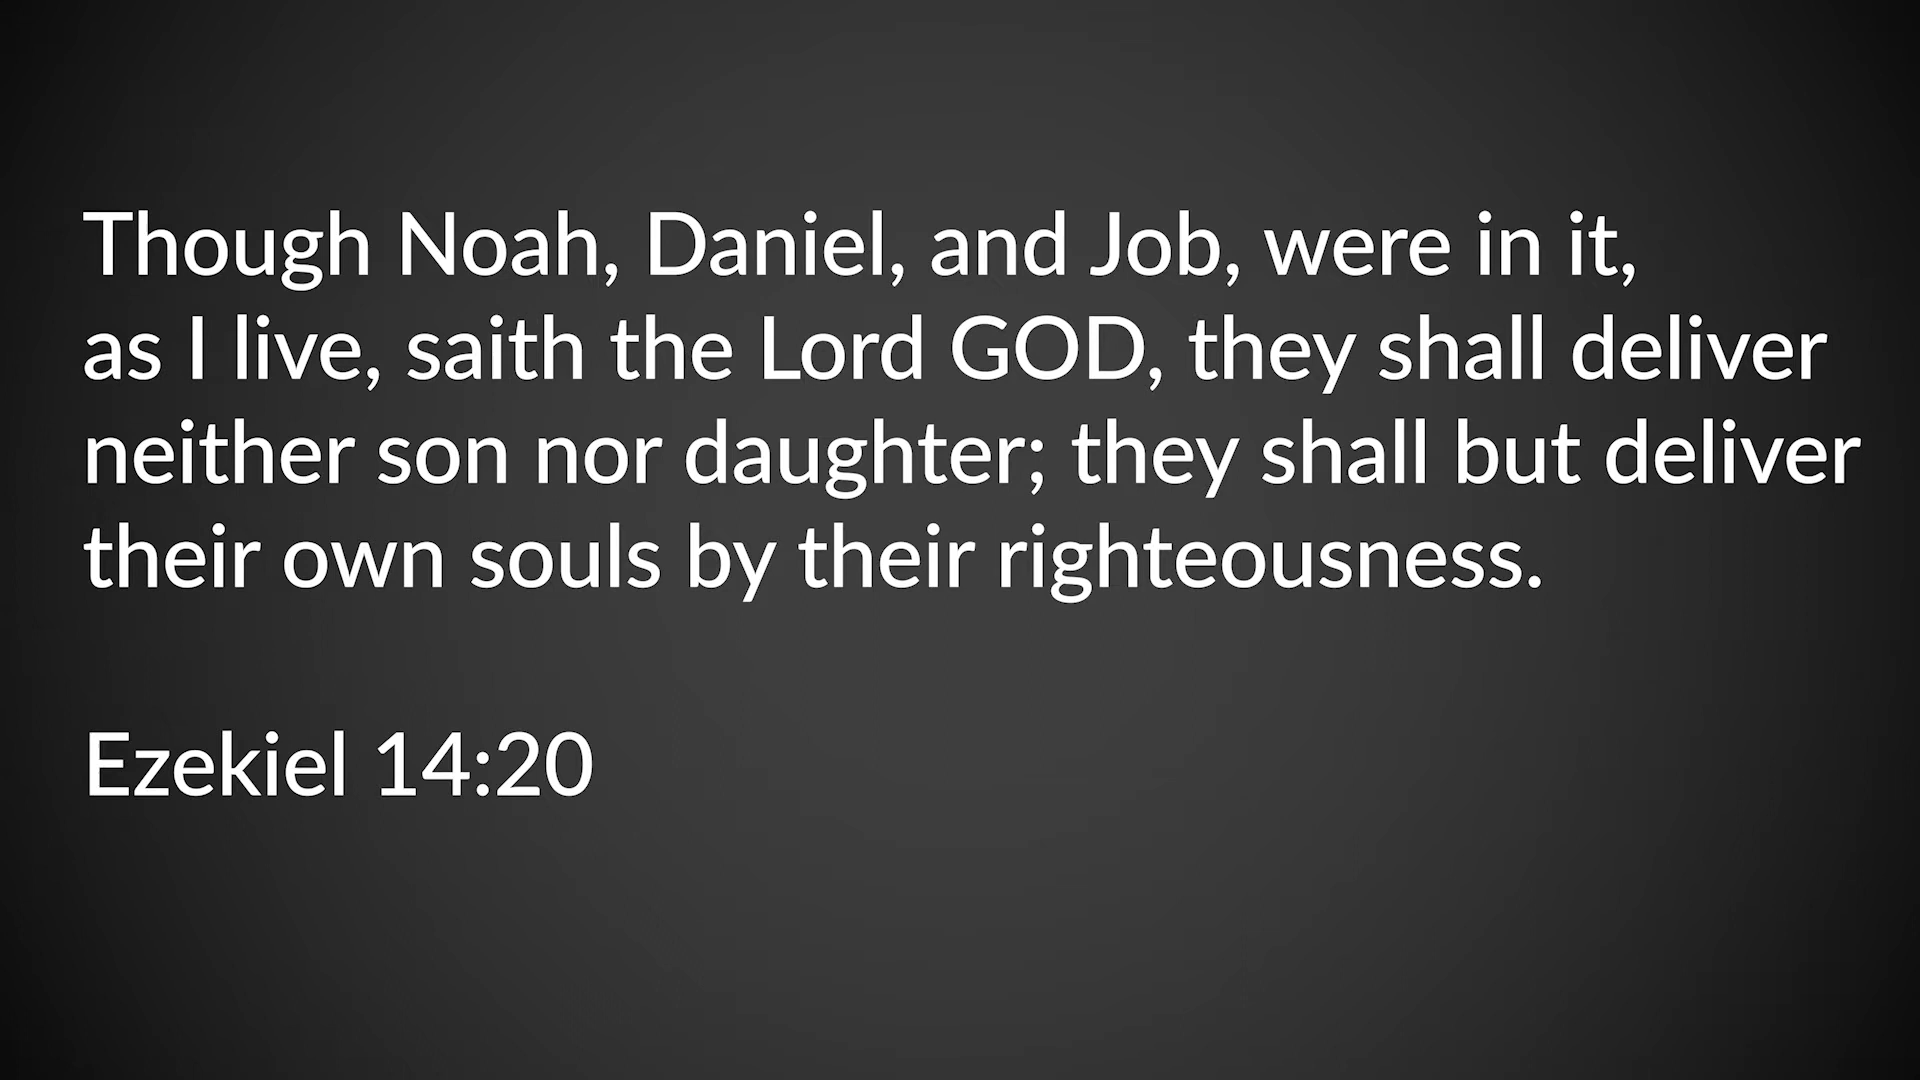 Though Noah, Daniel, and Job, were in it,
as I live, saith the Lord GOD, they shall deliver
neither son nor daughter; they shall but deliver
their own souls by their righteousness.
Ezekiel 14:20